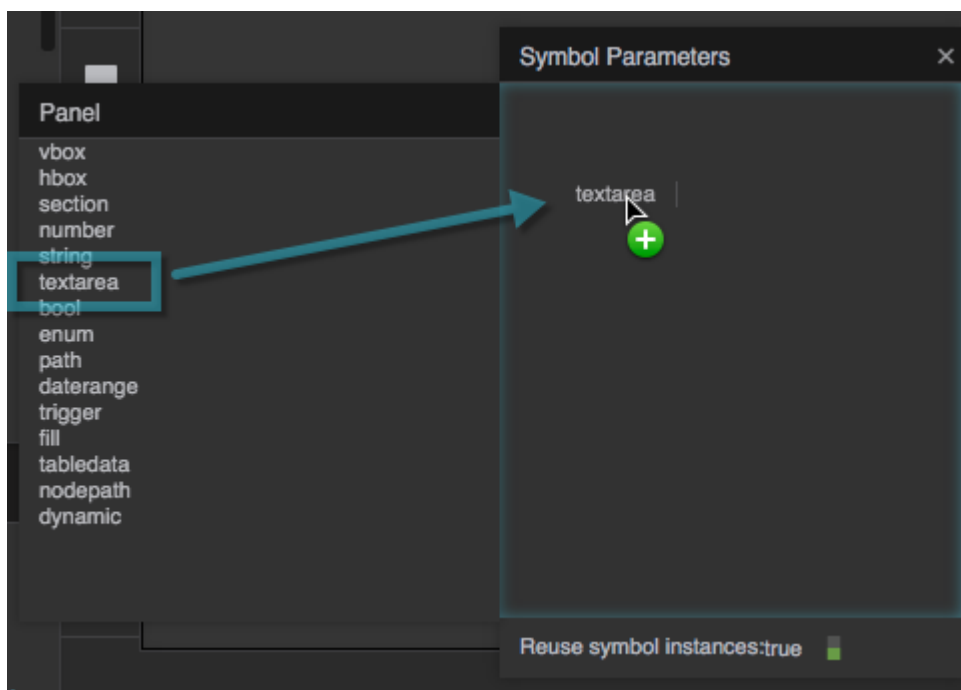 Symbol Parameters
Panel
vbox
hbox
section
number
string
textarea
bool
enum
path
daterange
trigger
fill
tabledata
nodepath
dynamic
textarea
Reuse symbol instances:true